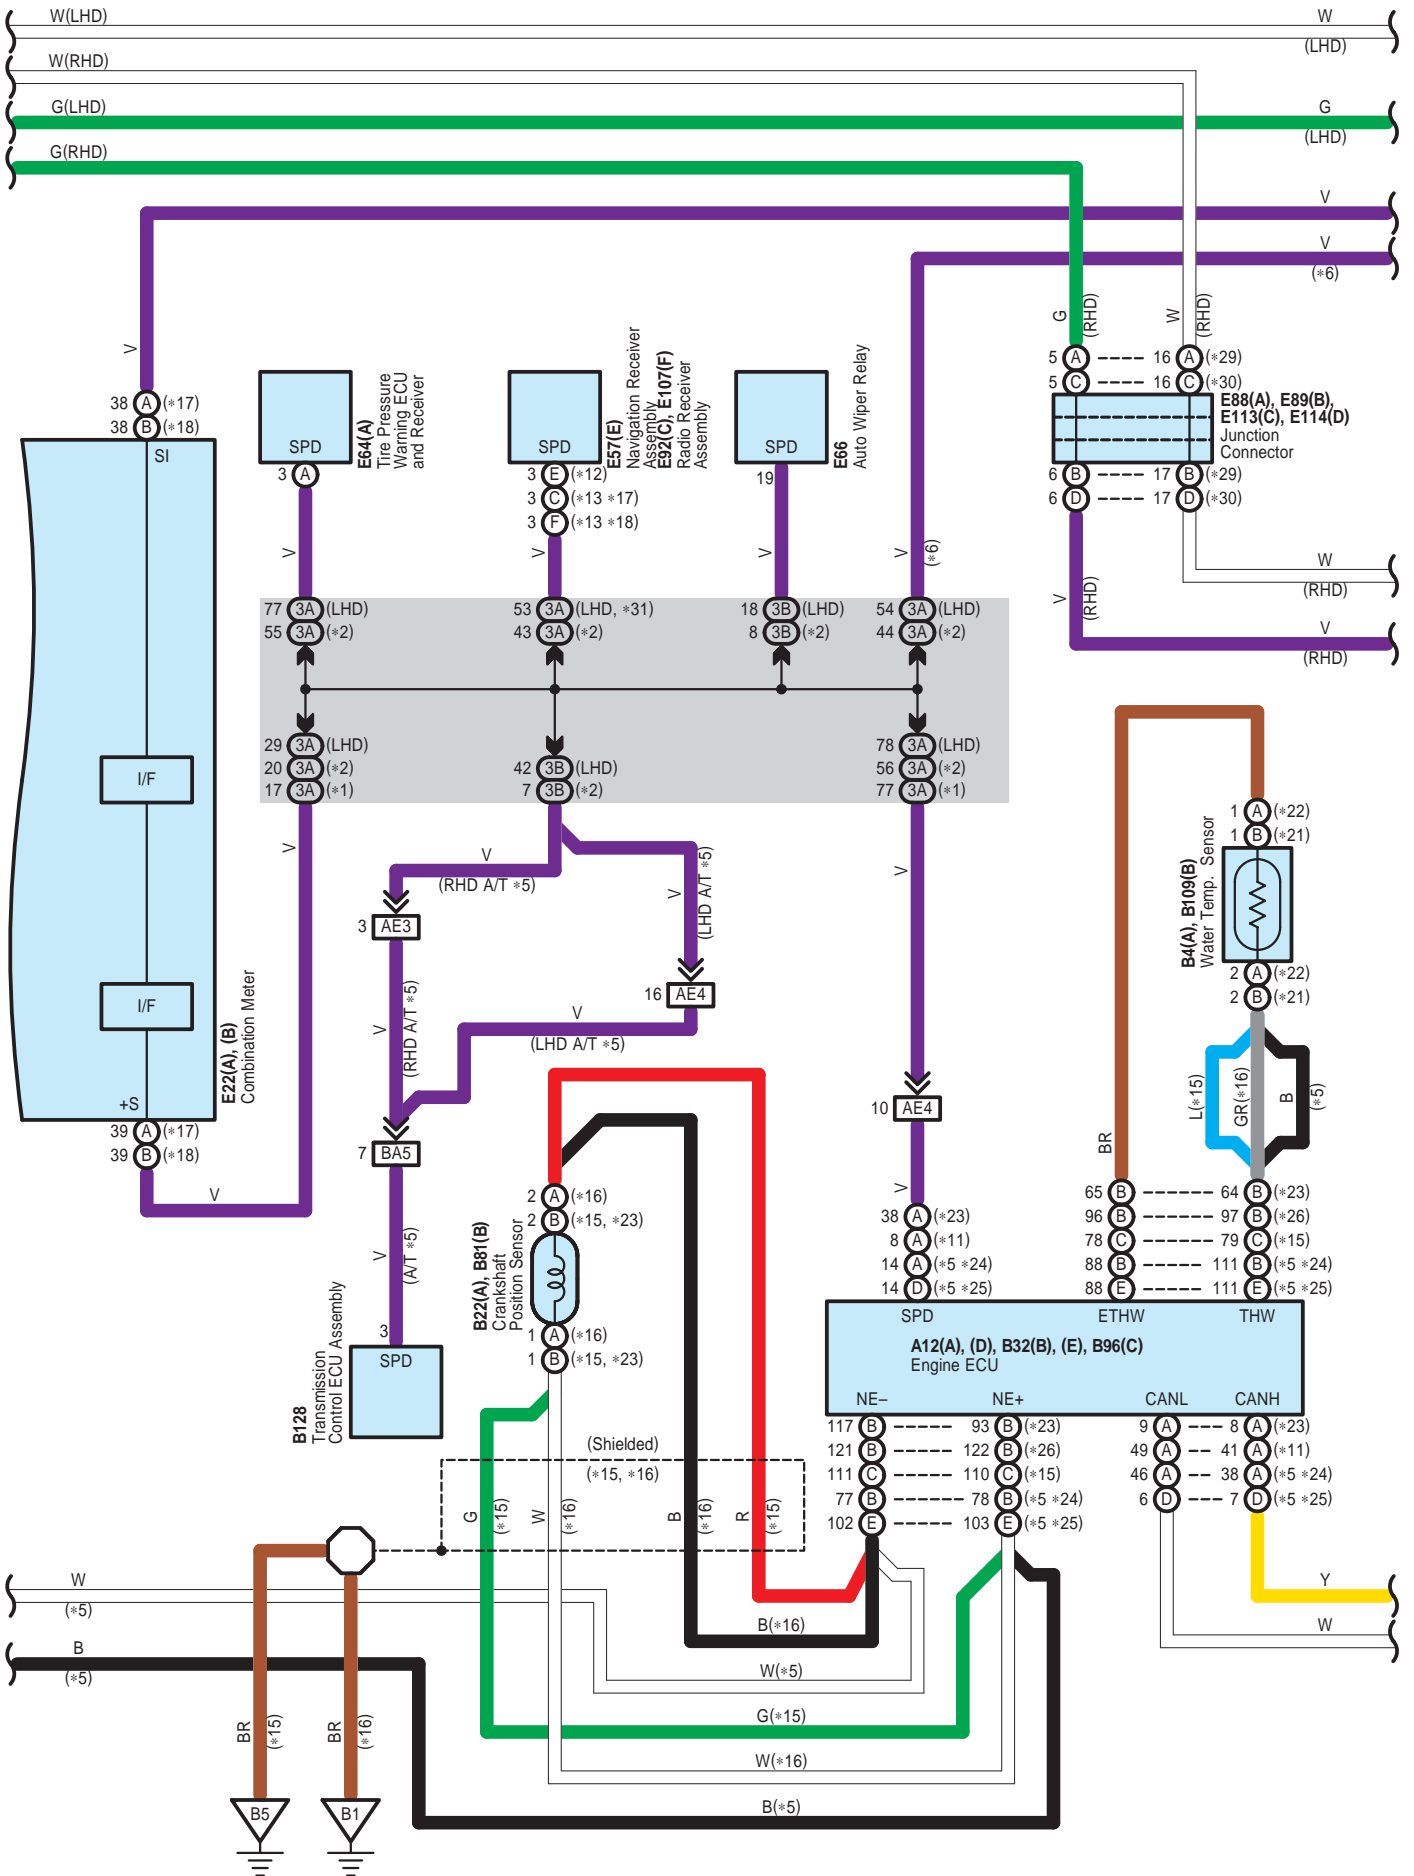 W(LHD)
W
(LHD)
W(RHD)
G(LHD)
G
(LHD)
G(RHD)
V
V
(*6)
G
(RHD)
W
(RHD)
V
5 A 16 A (*29)
5 C 16 C (*30)
E88(A), E89(B),
E113(C), E114(D)
Junction
Connector
6 B 17 B (*29)
6 D 17 D (*30)
38 A (*17)
38 B (*18)
SI
SPD
E64(A)
Tire Pressure
Warning ECU
and Receiver
3 A
SPD
E57(E)
Navigation Receiver
Assembly
E92(C), E107(F)
Radio Receiver
Assembly
3 E (*12)
3 C (*13 *17)
3 F (*13 *18)
SPD
E66
Auto Wiper Relay
19
V
V
V
V
(*6)
V
(RHD)
W
(RHD)
V
(RHD)
77 3A (LHD)
55 3A (*2)
53 3A (LHD, *31)
43 3A (*2)
18 3B (LHD)
8 3B (*2)
54 3A (LHD)
44 3A (*2)
29 3A (LHD)
20 3A (*2)
17 3A (*1)
42 3B (LHD)
7 3B (*2)
78 3A (LHD)
56 3A (*2)
77 3A (*1)
I/F
I/F
+S
E22(A), (B)
Combination Meter
39 A (*17)
39 B (*18)
V
V
V
(RHD A/T *5)
V
(LHD A/T *5)
3 AE3
V
(RHD A/T *5)
16 AE4
V
(LHD A/T *5)
7 BA5
V
(A/T *5)
3
SPD
B128
Transmission
Control ECU Assembly
V
10 AE4
V
1 A (*22)
1 B (*21)
B4(A), B109(B)
Water Temp. Sensor
2 A (*22)
2 B (*21)
L(*15)
GR(*16)
B
(*5)
BR
2 A (*16)
2 B (*15, *23)
B22(A), B81(B)
Crankshaft
Position Sensor
1 A (*16)
1 B (*15, *23)
38 A (*23)
8 A (*11)
14 A (*5 *24)
14 D (*5 *25)
65 B 64 B (*23)
96 B 97 B (*26)
78 C 79 C (*15)
88 B 111 B (*5 *24)
88 E 111 E (*5 *25)
SPD
ETHW
THW
A12(A), (D), B32(B), (E), B96(C)
Engine ECU
NE–
NE+
CANL
CANH
117 B 93 B (*23)
121 B 122 B (*26)
111 C 110 C (*15)
77 B 78 B (*5 *24)
102 E 103 E (*5 *25)
9 A 8 A (*23)
49 A 41 A (*11)
46 A 38 A (*5 *24)
6 D 7 D (*5 *25)
(Shielded)
(*15, *16)
G
(*15)
W
(*16)
B
(*16)
R
(*15)
W
(*5)
B
(*5)
Y
W
B(*16)
W(*5)
G(*15)
W(*16)
B(*5)
BR
(*15)
BR
(*16)
B5
B1